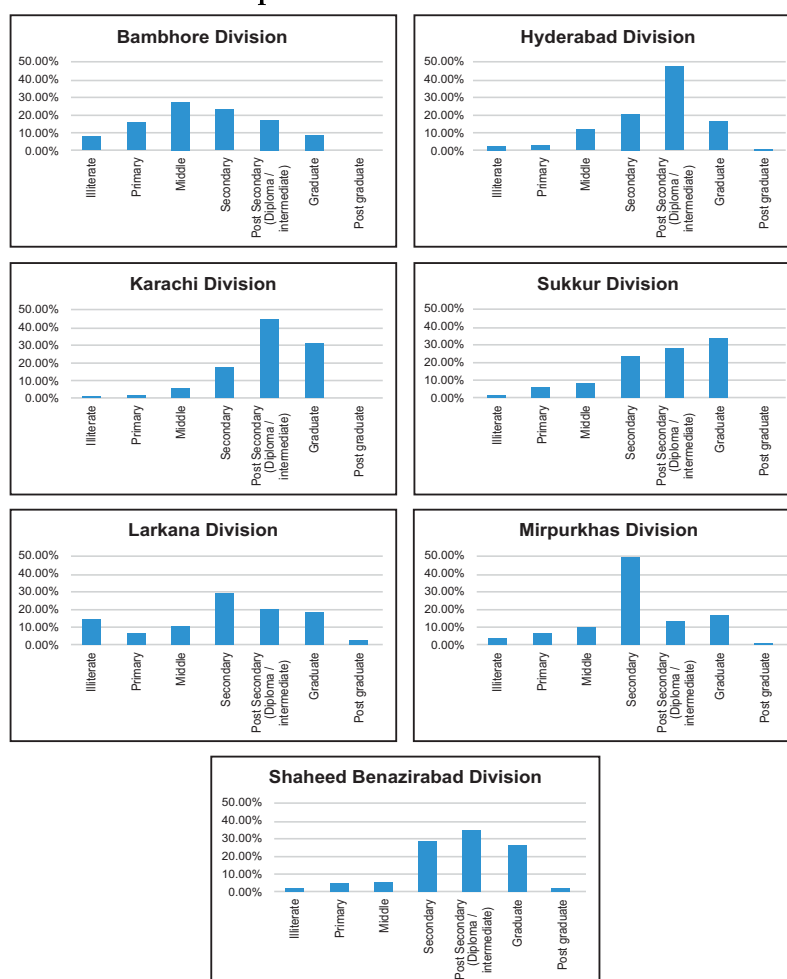 Bambhore Division
50.00%
40.00%
30.00%
20.00%
10.00%
0.00%
Illiterate
Primary
Middle
Secondary
Post Secondary
(Diploma /
intermediate)
Graduate
Post graduate
Hyderabad Division
50.00%
40.00%
30.00%
20.00%
10.00%
0.00%
Illiterate
Primary
Middle
Secondary
Post Secondary
(Diploma /
intermediate)
Graduate
Post graduate
Karachi Division
50.00%
40.00%
30.00%
20.00%
10.00%
0.00%
Illiterate
Primary
Middle
Secondary
Post Secondary
(Diploma /
intermediate)
Graduate
Post graduate
Sukkur Division
50.00%
40.00%
30.00%
20.00%
10.00%
0.00%
Illiterate
Primary
Middle
Secondary
Post Secondary
(Diploma /
intermediate)
Graduate
Post graduate
Larkana Division
50.00%
40.00%
30.00%
20.00%
10.00%
0.00%
Illiterate
Primary
Middle
Secondary
Post Secondary
(Diploma /
intermediate)
Graduate
Post graduate
Mirpurkhas Division
50.00%
40.00%
30.00%
20.00%
10.00%
0.00%
Illiterate
Primary
Middle
Secondary
Post Secondary
(Diploma /
intermediate)
Graduate
Post graduate
Shaheed Benazirabad Division
50.00%
40.00%
30.00%
20.00%
10.00%
0.00%
Illiterate
Primary
Middle
Secondary
Post Secondary
(Diploma /
intermediate)
Graduate
Post graduate